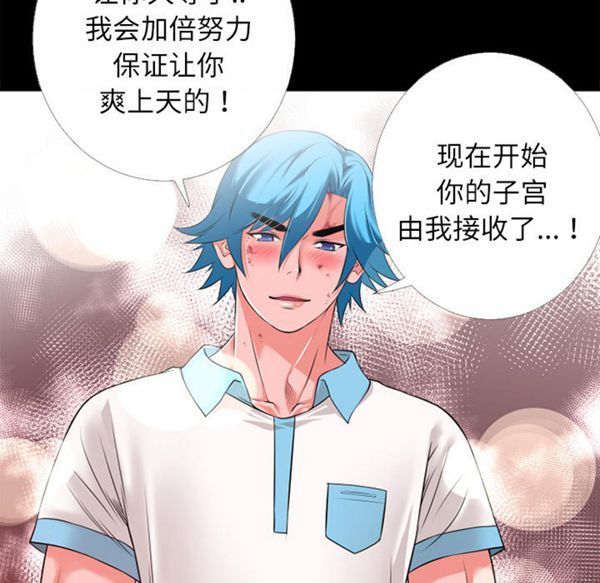 我会加倍努力
保证让你
爽上天的！
现在开始
你的子宫
由我接收了...！